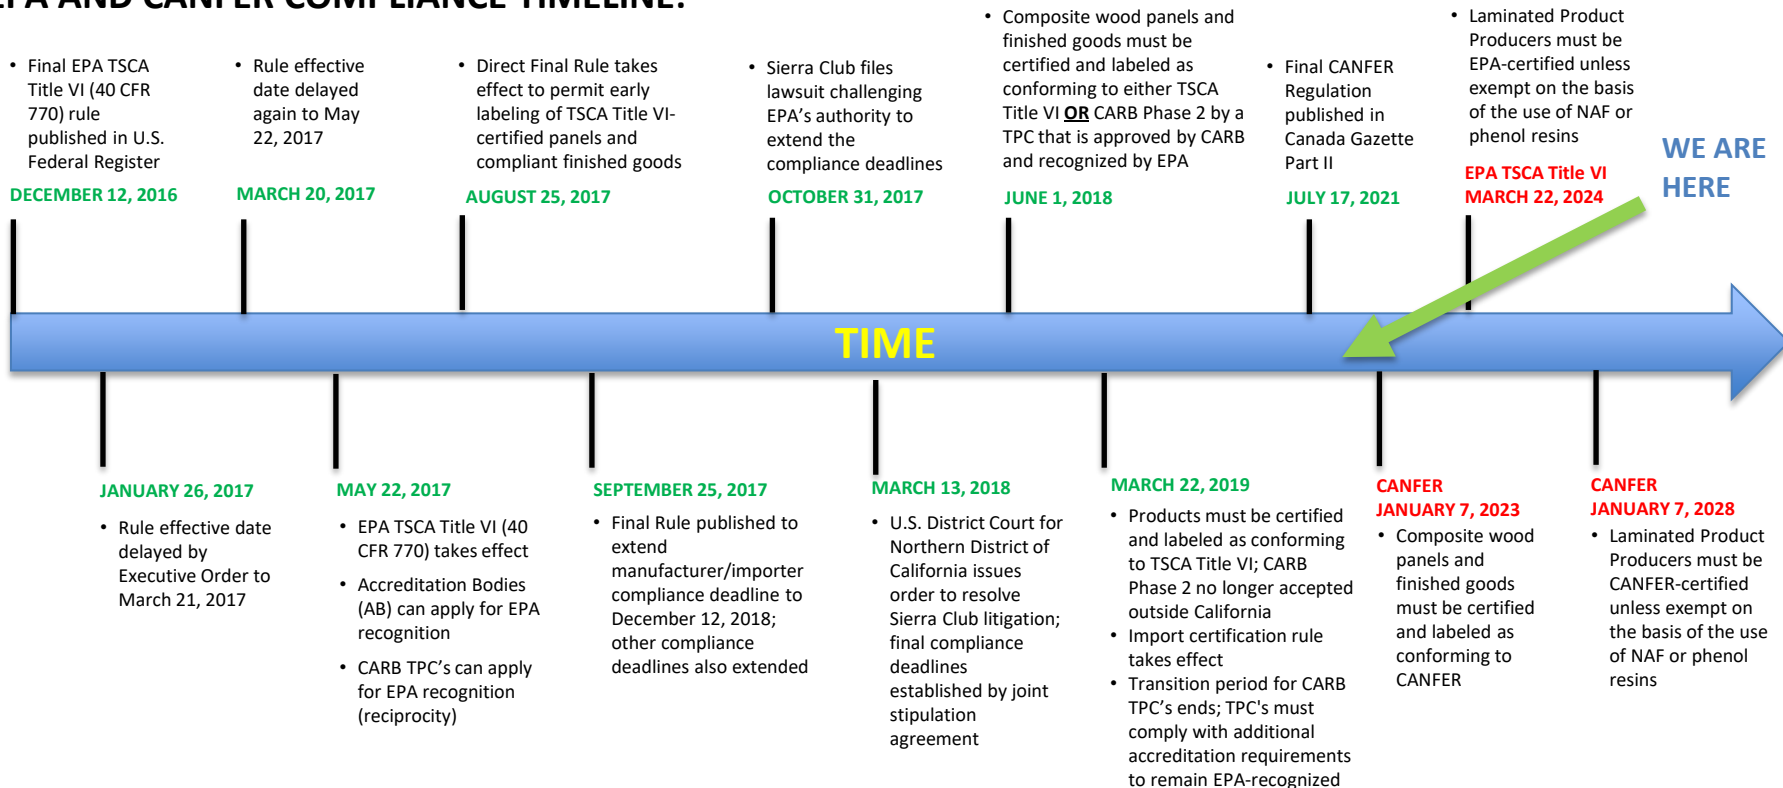 EPA AND CANFER COMPLIANCE TIMELINE:
• Final EPA TSCA
Title VI (40 CFR
770) rule
published in U.S.
Federal Register
DECEMBER 12, 2016
• Rule effective
date delayed
again to May
22, 2017
MARCH 20, 2017
• Direct Final Rule takes
effect to permit early
labeling of TSCA Title VI-
certified panels and
compliant finished goods
AUGUST 25, 2017
• Sierra Club files
lawsuit challenging
EPA’s authority to
extend the
compliance deadlines
OCTOBER 31, 2017
• Composite wood panels and
finished goods must be
certified and labeled as
conforming to either TSCA
Title VI OR CARB Phase 2 by a
TPC that is approved by CARB
and recognized by EPA
JUNE 1, 2018
• Final CANFER
Regulation
published in
Canada Gazette
Part II
JULY 17, 2021
• Laminated Product
Producers must be
EPA-certified unless
exempt on the basis
of the use of NAF or
phenol resins
EPA TSCA Title VI
MARCH 22, 2024
WE ARE
HERE
TIME
JANUARY 26, 2017
• Rule effective date
delayed by
Executive Order to
March 21, 2017
MAY 22, 2017
• EPA TSCA Title VI (40
CFR 770) takes effect
• Accreditation Bodies
(AB) can apply for EPA
recognition
• CARB TPC’s can apply
for EPA recognition
(reciprocity)
SEPTEMBER 25, 2017
• Final Rule published to
extend
manufacturer/importer
compliance deadline to
December 12, 2018;
other compliance
deadlines also extended
MARCH 13, 2018
• U.S. District Court for
Northern District of
California issues
order to resolve
Sierra Club litigation;
final compliance
deadlines
established by joint
stipulation
agreement
MARCH 22, 2019
• Products must be certified
and labeled as conforming
to TSCA Title VI; CARB
Phase 2 no longer accepted
outside California
• Import certification rule
takes effect
• Transition period for CARB
TPC’s ends; TPC's must
comply with additional
accreditation requirements
to remain EPA-recognized
CANFER
JANUARY 7, 2023
• Composite wood
panels and
finished goods
must be certified
and labeled as
conforming to
CANFER
CANFER
JANUARY 7, 2028
• Laminated Product
Producers must be
CANFER-certified
unless exempt on
the basis of the use
of NAF or phenol
resins